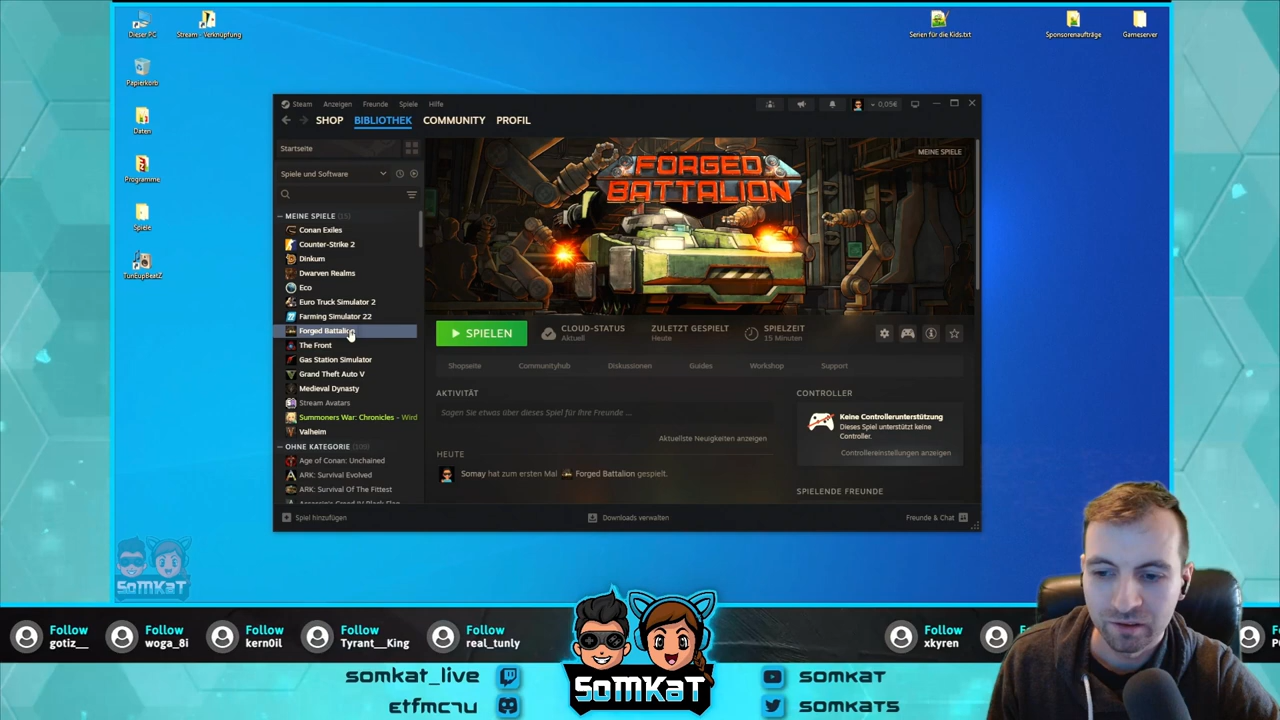 Dieser PC
Stream - Verknüpfung
Serien für die Kids.txt
Sponsorenaufträge
Gameserver
Papierkorb
Daten
Programme
Spiele
TunEupBeatZ
Steam
Anzeigen
Freunde
Spiele
Hilfe
0,05€
SHOP
BIBLIOTHEK
COMMUNITY
PROFIL
Startseite
Spiele und Software
MEINE SPIELE (15)
Conan Exiles
Counter-Strike 2
Dinkum
Dwarven Realms
Eco
Euro Truck Simulator 2
Farming Simulator 22
Forged Battalion
The Front
Gas Station Simulator
Grand Theft Auto V
Medieval Dynasty
Stream Avatars
Summoners War: Chronicles - Wird
Valheim
OHNE KATEGORIE
Age of Conan: Unchained
ARK: Survival Evolved
ARK: Survival Of The Fittest
Spiel hinzufügen
FORGED
BATTALION
MEINE SPIELE
SPIELEN
CLOUD-STATUS
Aktuell
ZULETZT GESPIELT
Heute
SPIELZEIT
15 Minuten
Shopseite
Communityhub
Diskussionen
Guides
Workshop
Support
AKTIVITÄT
Sagen Sie etwas über dieses Spiel für Ihre Freunde ...
Aktuellste Neuigkeiten anzeigen
HEUTE
Somay hat zum ersten Mal Forged Battalion gespielt.
CONTROLLER
Keine Controllerunterstützung
Dieses Spiel unterstützt keine
Controller.
Controllereinstellungen anzeigen
SPIELENDE FREUNDE
Downloads verwalten
Freunde & Chat
SOMKAT
Follow
gotiz__
Follow
woga_8i
Follow
kern0il
Follow
Tyrant__King
Follow
real_tunly
Follow
xkyren
SOMKAT
somkat_live
etfmc7u
somkat
somkats